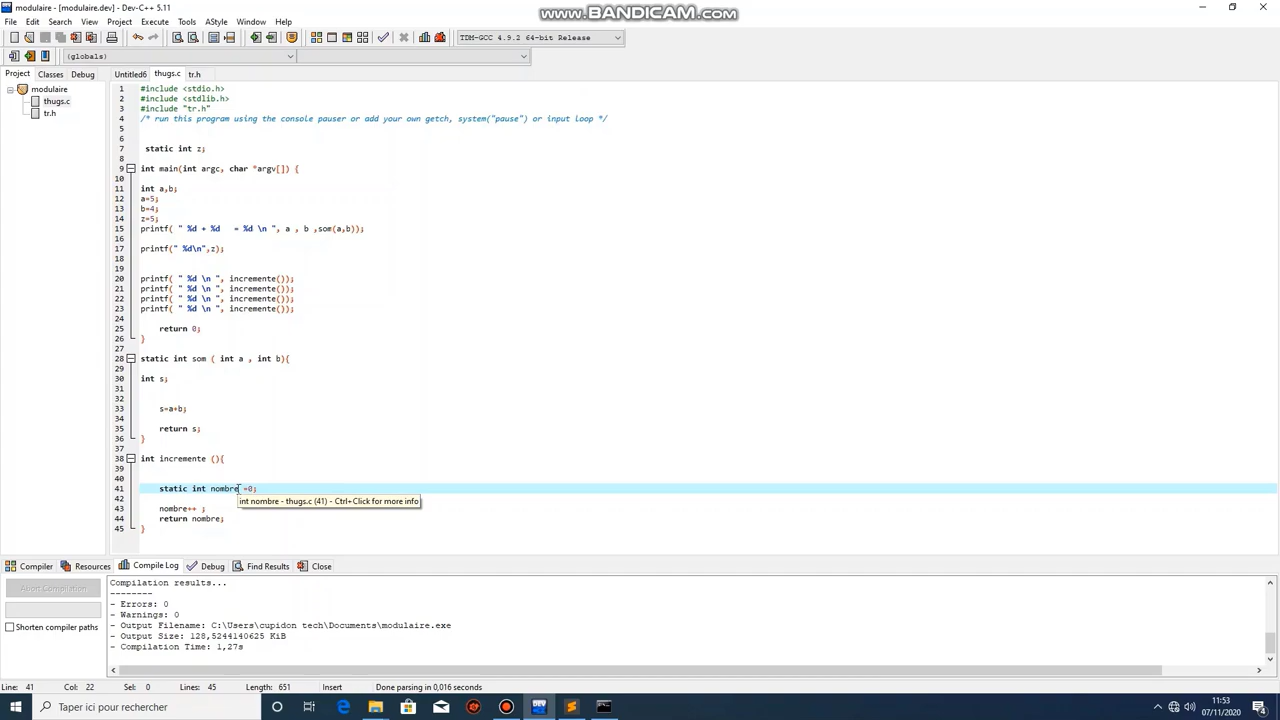 www.BANDICAM.com
modulaire - [modulaire.dev] - Dev-C++ 5.11
File Edit Search View Project Execute Tools AStyle Window Help
TDM-GCC 4.9.2 64-bit Release
(globals)
Project Classes Debug
Untitled6 thugs.c tr.h
modulaire
thugs.c
tr.h
1 #include <stdio.h>
2 #include <stdlib.h>
3 #include "tr.h"
4 /* run this program using the console pauser or add your own getch, system("pause") or input loop */
5
6
7 static int z;
8
9 int main(int argc, char *argv[]) {
10
11 int a,b;
12 a=5;
13 b=4;
14 z=5;
15 printf( " %d + %d   = %d \n ", a , b ,som(a,b));
16
17 printf(" %d\n",z);
18
19
20 printf( " %d \n ", incremente());
21 printf( " %d \n ", incremente());
22 printf( " %d \n ", incremente());
23 printf( " %d \n ", incremente());
24
25 return 0;
26 }
27
28 static int som ( int a , int b){
29
30 int s;
31
32
33 s=a+b;
34
35 return s;
36 }
37
38 int incremente (){
39
40
41 static int nombre =0;
int nombre - thugs.c (41) - Ctrl+Click for more info
42
43 nombre++ ;
44 return nombre;
45 }
Compiler Resources Compile Log Debug Find Results Close
Abort Compilation
Shorten compiler paths
Compilation results...
--------
- Errors: 0
- Warnings: 0
- Output Filename: C:\Users\cupidon tech\Documents\modulaire.exe
- Output Size: 128,5244140625 KiB
- Compilation Time: 1,27s
Line: 41 Col: 22 Sel: 0 Lines: 45 Length: 651 Insert Done parsing in 0,016 seconds
Taper ici pour rechercher
DEV
11:53
07/11/2020
4